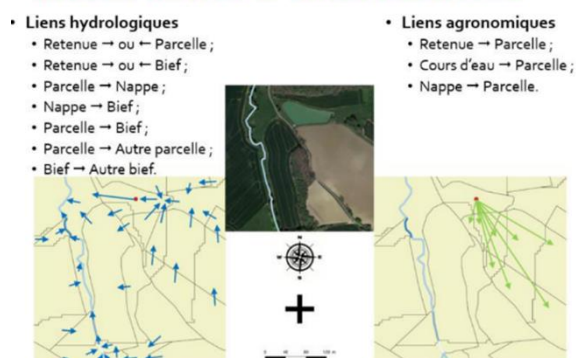 • Liens hydrologiques
• Retenue → ou ← Parcelle ;
• Retenue → ou ← Bief ;
• Parcelle → Nappe ;
• Nappe → Bief ;
• Parcelle → Bief ;
• Parcelle → Autre parcelle ;
• Bief → Autre bief.
• Liens agronomiques
• Retenue → Parcelle ;
• Cours d'eau → Parcelle ;
• Nappe → Parcelle.
+